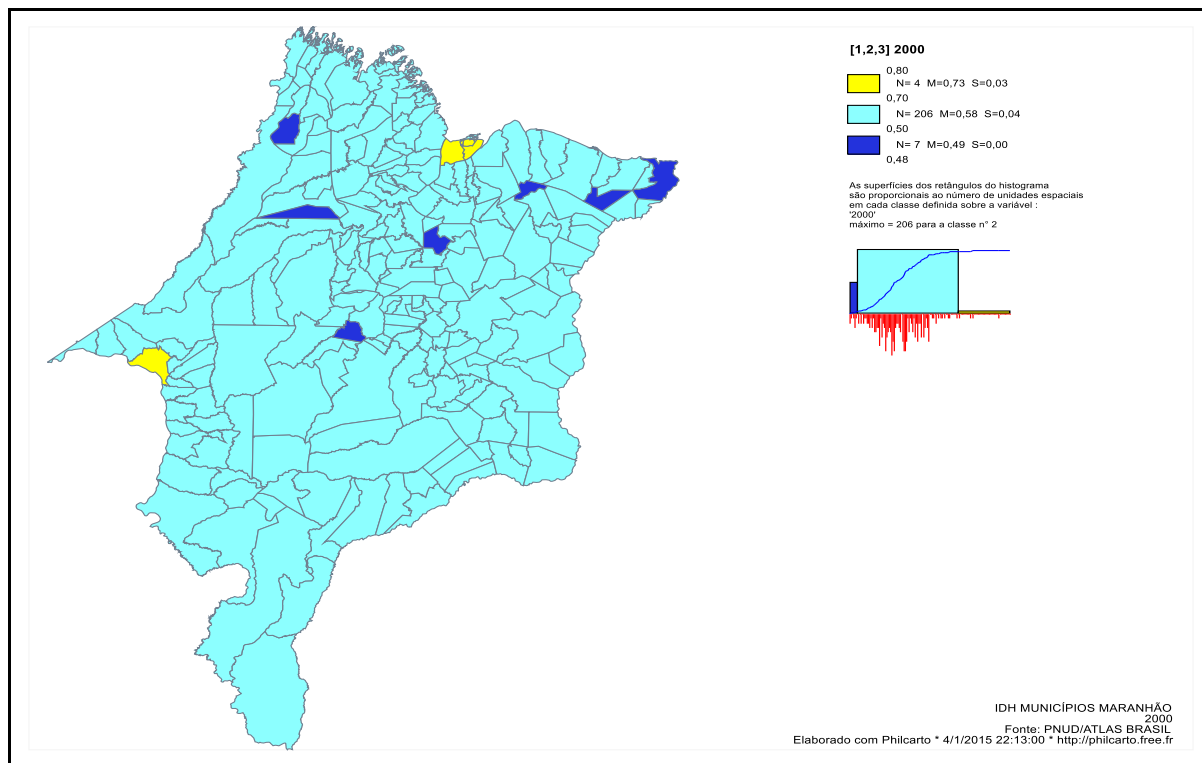 [1,2,3] 2000
0,80
N= 4 M=0,73 S=0,03
0,70
N= 206 M=0,58 S=0,04
0,50
N= 7 M=0,49 S=0,00
0,48
As superfícies dos retângulos do histograma
são proporcionais ao número de unidades espaciais
em cada classe definida sobre a variável :
'2000'
máximo = 206 para a classe n° 2
IDH MUNICÍPIOS MARANHÃO
2000
Fonte: PNUD/ATLAS BRASIL
Elaborado com Philcarto * 4/1/2015 22:13:00 * http://philcarto.free.fr